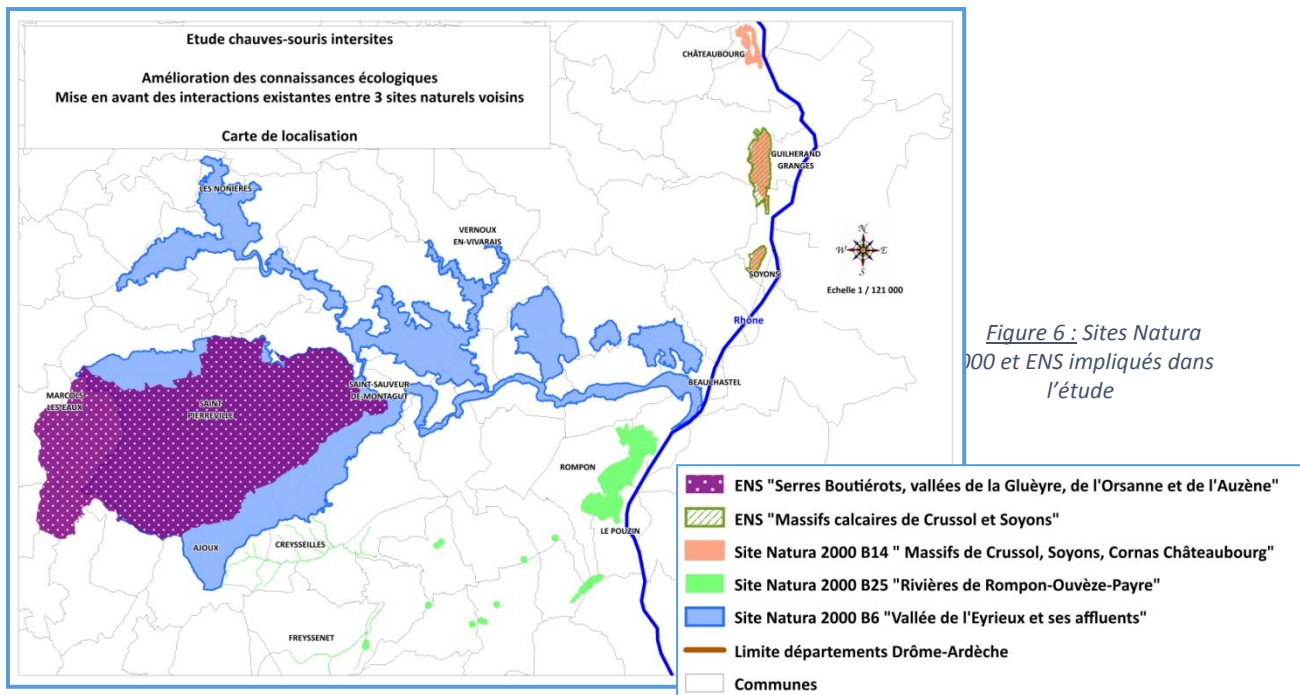 Etude chauves-souris intersites
Amélioration des connaissances écologiques
Mise en avant des interactions existantes entre 3 sites naturels voisins
Carte de localisation
CHÂTEAUBOURG
GUILHERAND
GRANGES
LES NONIÈRES
VERNOUX
EN-VIVARAIS
N
W
E
S
SOYONS
Echelle 1 / 121 000
Rhône
Figure 6 : Sites Natura
000 et ENS impliqués dans
l'étude
MARCOLS
LES EAUX
SAINT-
PIERREVILLE
SAINT-SAUVEUR
DE-MONTAGUT
BEAUCHASTEL
ROMPON
LE POUZIN
AJOUX
CREYSSEILLES
FREYSSENET
ENS "Serres Boutiérots, vallées de la Gluèyre, de l'Orsanne et de l'Auzène"
ENS "Massifs calcaires de Crussol et Soyons"
Site Natura 2000 B14 " Massifs de Crussol, Soyons, Cornas Châteaubourg"
Site Natura 2000 B25 "Rivières de Rompon-Ouvèze-Payre"
Site Natura 2000 B6 "Vallée de l'Eyrieux et ses affluents"
Limite départements Drôme-Ardèche
Communes